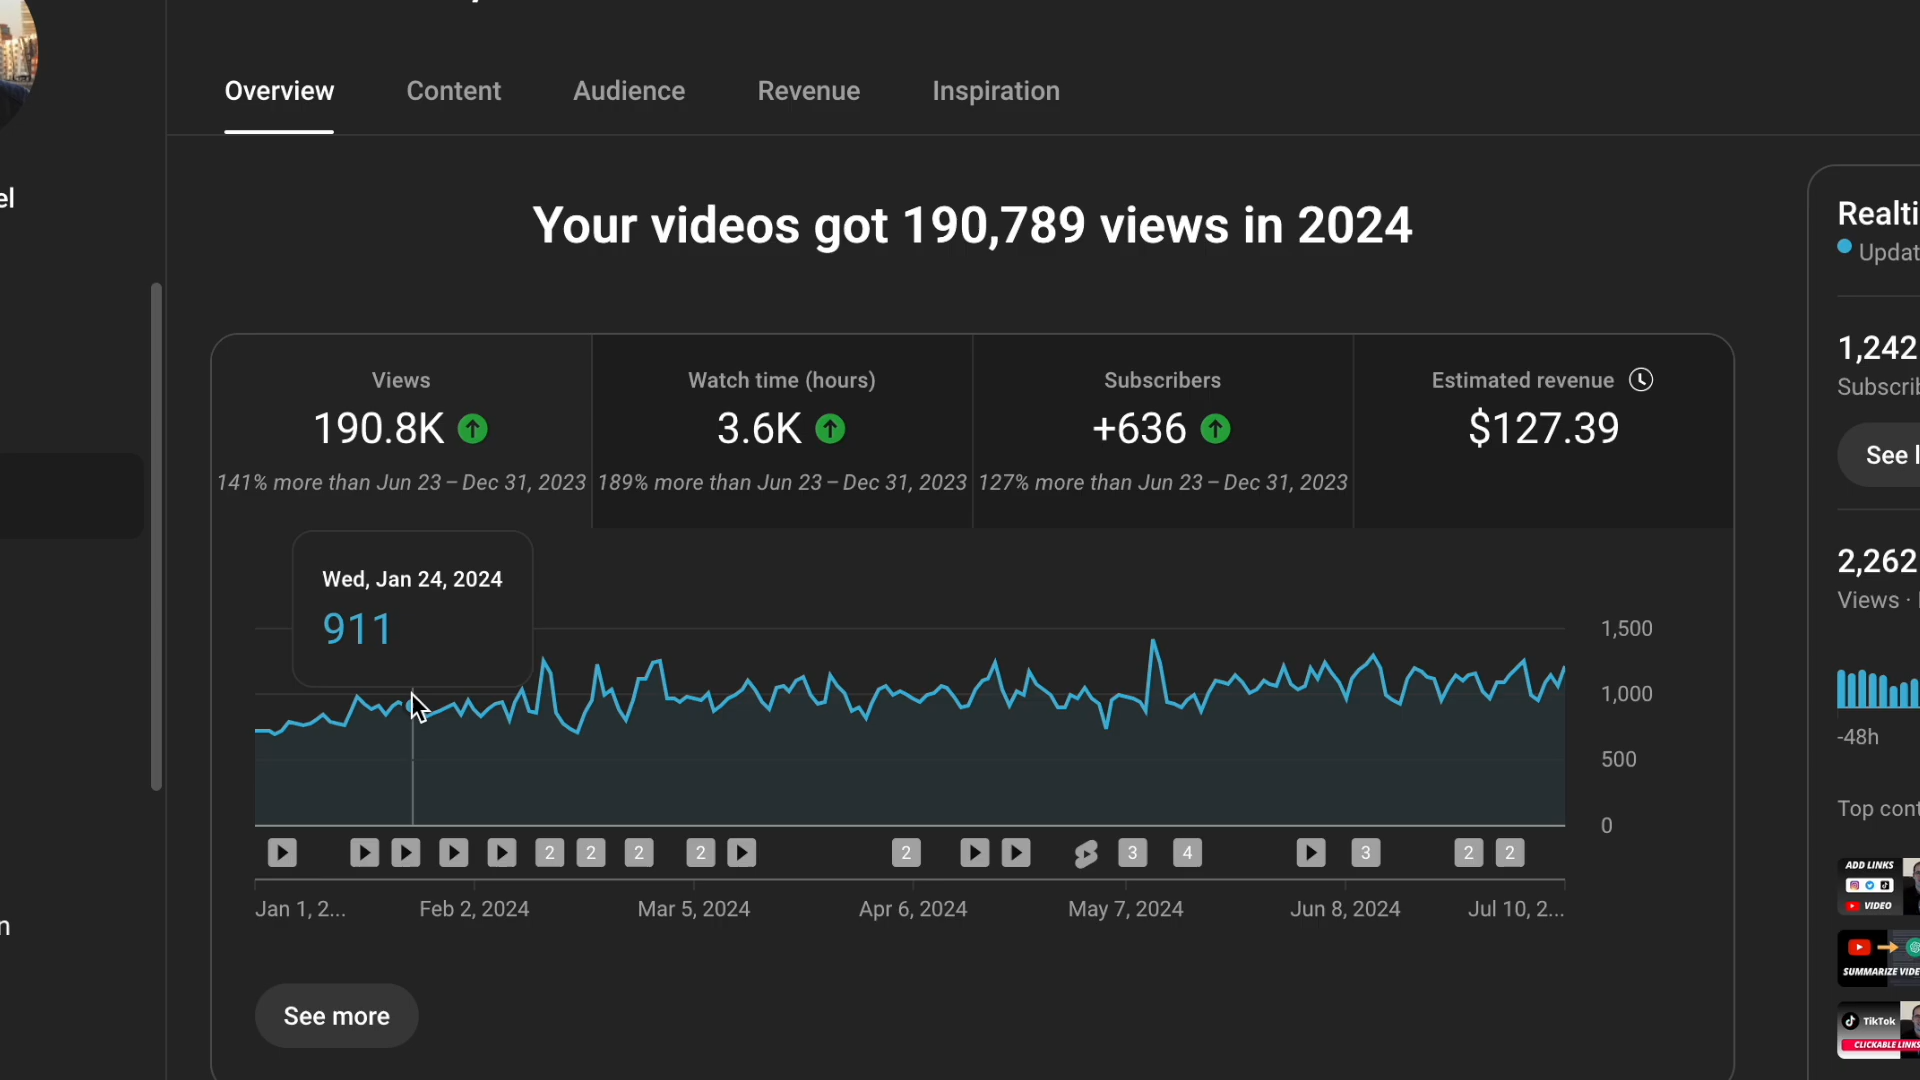 Overview
Content
Audience
Revenue
Inspiration
el
Your videos got 190,789 views in 2024
Realti
Updat
Views
190.8K
141% more than Jun 23 – Dec 31, 2023
Watch time (hours)
3.6K
189% more than Jun 23 – Dec 31, 2023
Subscribers
+636
127% more than Jun 23 – Dec 31, 2023
Estimated revenue
$127.39
1,242
Subscrib
See l
Wed, Jan 24, 2024
911
2,262
Views ·
1,500
1,000
500
0
-48h
2
2
2
2
2
3
4
3
2
2
Jan 1, 2...
Feb 2, 2024
Mar 5, 2024
Apr 6, 2024
May 7, 2024
Jun 8, 2024
Jul 10, 2...
n
Top cont
ADD LINKS
VIDEO
SUMMARIZE VIDE
TikTok
CLICKABLE LINKS
See more